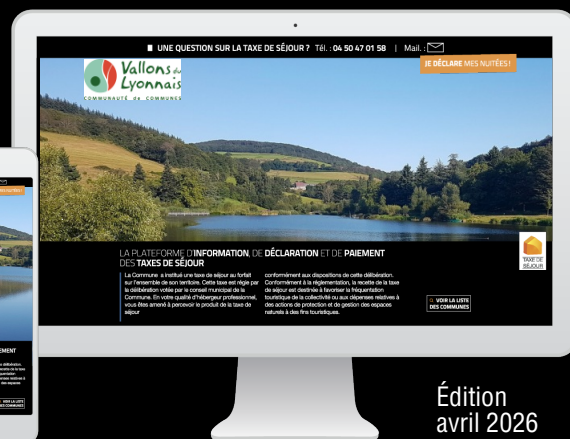 UNE QUESTION SUR LA TAXE DE SÉJOUR ? Tél. : 04 50 47 01 58 | Mail. :
JE DÉCLARE MES NUITÉES !
Vallons du
Lyonnais
COMMUNAUTÉ de COMMUNES
LA PLATEFORME D'INFORMATION, DE DÉCLARATION ET DE PAIEMENT
DES TAXES DE SÉJOUR
La Commune a institué une taxe de séjour au forfait
sur l'ensemble de son territoire. Cette taxe est régie par
la délibération votée par le conseil municipal de la
Commune. En votre qualité d'hébergeur professionnel,
vous êtes amené à percevoir le produit de la taxe de
séjour
conformément aux dispositions de cette délibération.
Conformément à la réglementation, la recette de la taxe
de séjour est destinée à favoriser la fréquentation
touristique de la collectivité ou aux dépenses relatives à
des actions de protection et de gestion des espaces
naturels à des fins touristiques.
TAXE DE
SÉJOUR
VOIR LA LISTE
DES COMMUNES
Édition
avril 2026